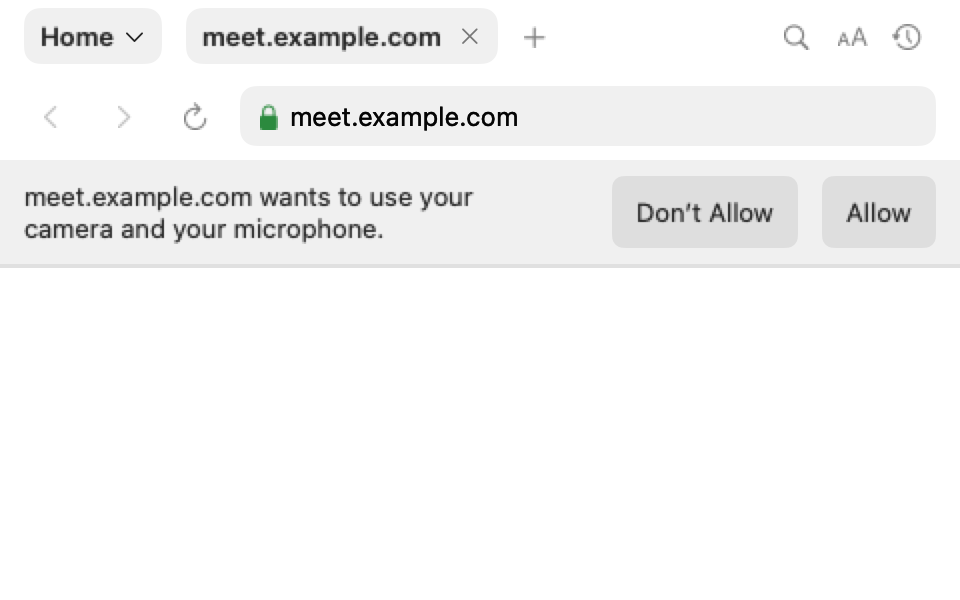 Home
meet.example.com
AA
meet.example.com
meet.example.com wants to use your
camera and your microphone.
Don’t Allow
Allow